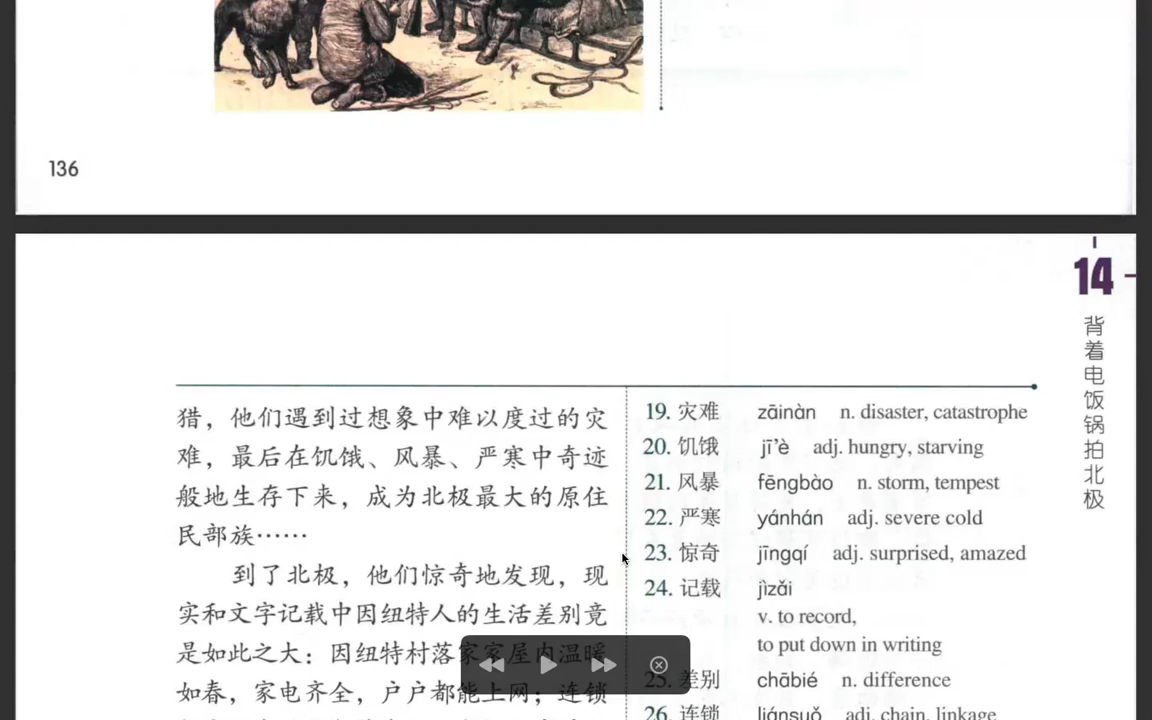 136
14
背着电饭锅拍北极
猎，他们遇到过想象中难以度过的灾
难，最后在饥饿、风暴、严寒中奇迹
般地生存下来，成为北极最大的原住
民部族……
到了北极，他们惊奇地发现，现
实和文字记载中因纽特人的生活差别竟
是如此之大：因纽特村落家家屋内温暖
如春，家电齐全，户户都能上网；连锁
19. 灾难 zāinàn n. disaster, catastrophe
20. 饥饿 jī'è adj. hungry, starving
21. 风暴 fēngbào n. storm, tempest
22. 严寒 yánhán adj. severe cold
23. 惊奇 jīngqí adj. surprised, amazed
24. 记载 jìzǎi
v. to record,
to put down in writing
25. 差别 chābié n. difference
26. 连锁 liánsuǒ adj. chain, linkage